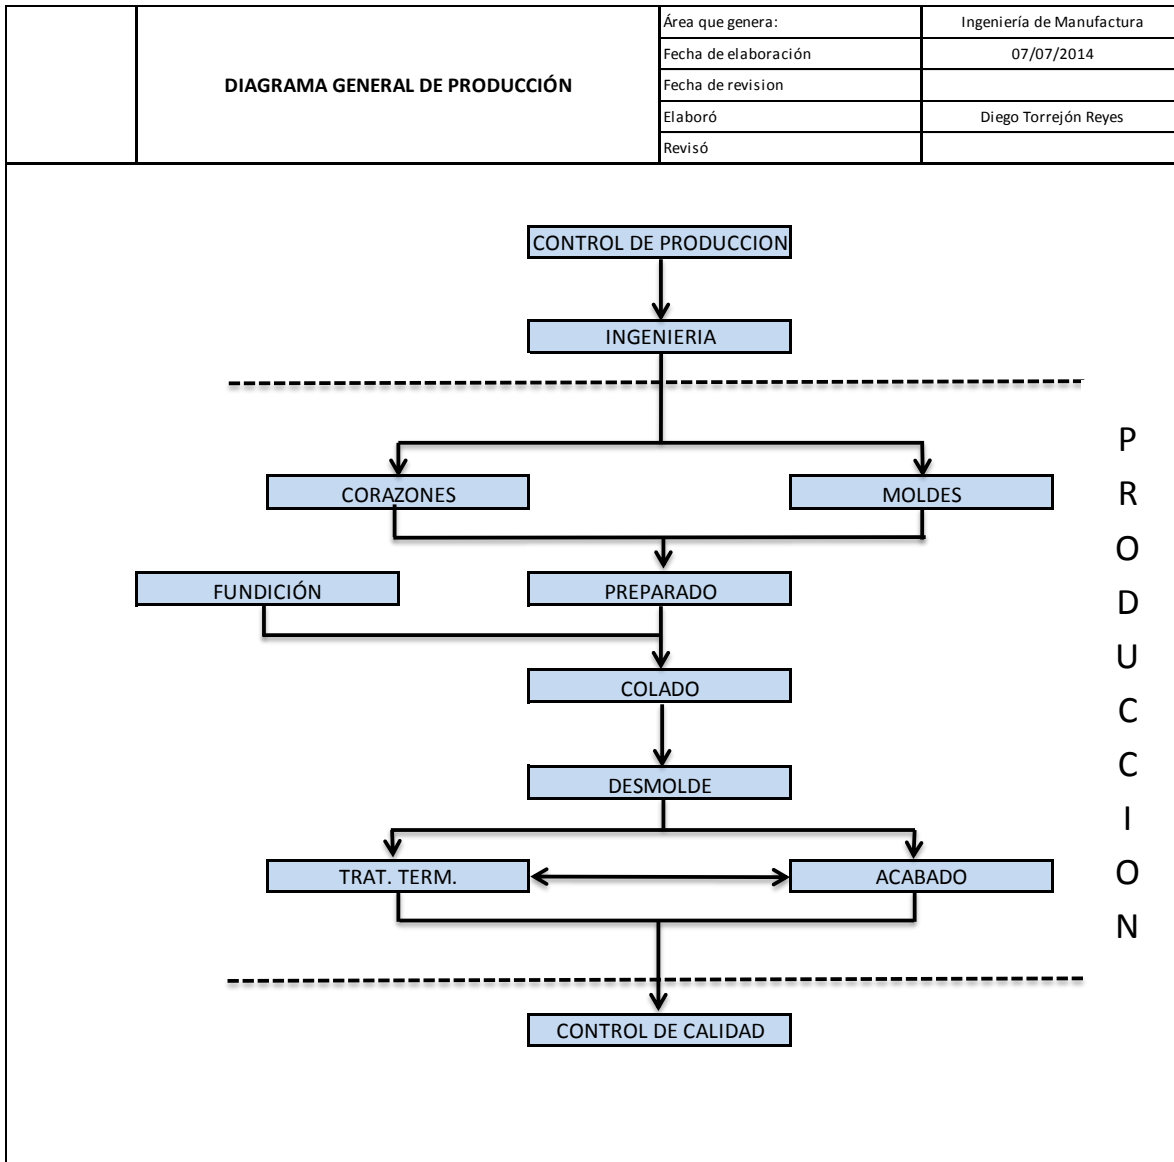 DIAGRAMA GENERAL DE PRODUCCIÓN
Área que genera: Ingeniería de Manufactura
Fecha de elaboración 07/07/2014
Fecha de revision
Elaboró Diego Torrejón Reyes
Revisó
CONTROL DE PRODUCCION
INGENIERIA
CORAZONES
MOLDES
FUNDICIÓN
PREPARADO
COLADO
DESMOLDE
TRAT. TERM.
ACABADO
CONTROL DE CALIDAD
P
R
O
D
U
C
C
I
O
N